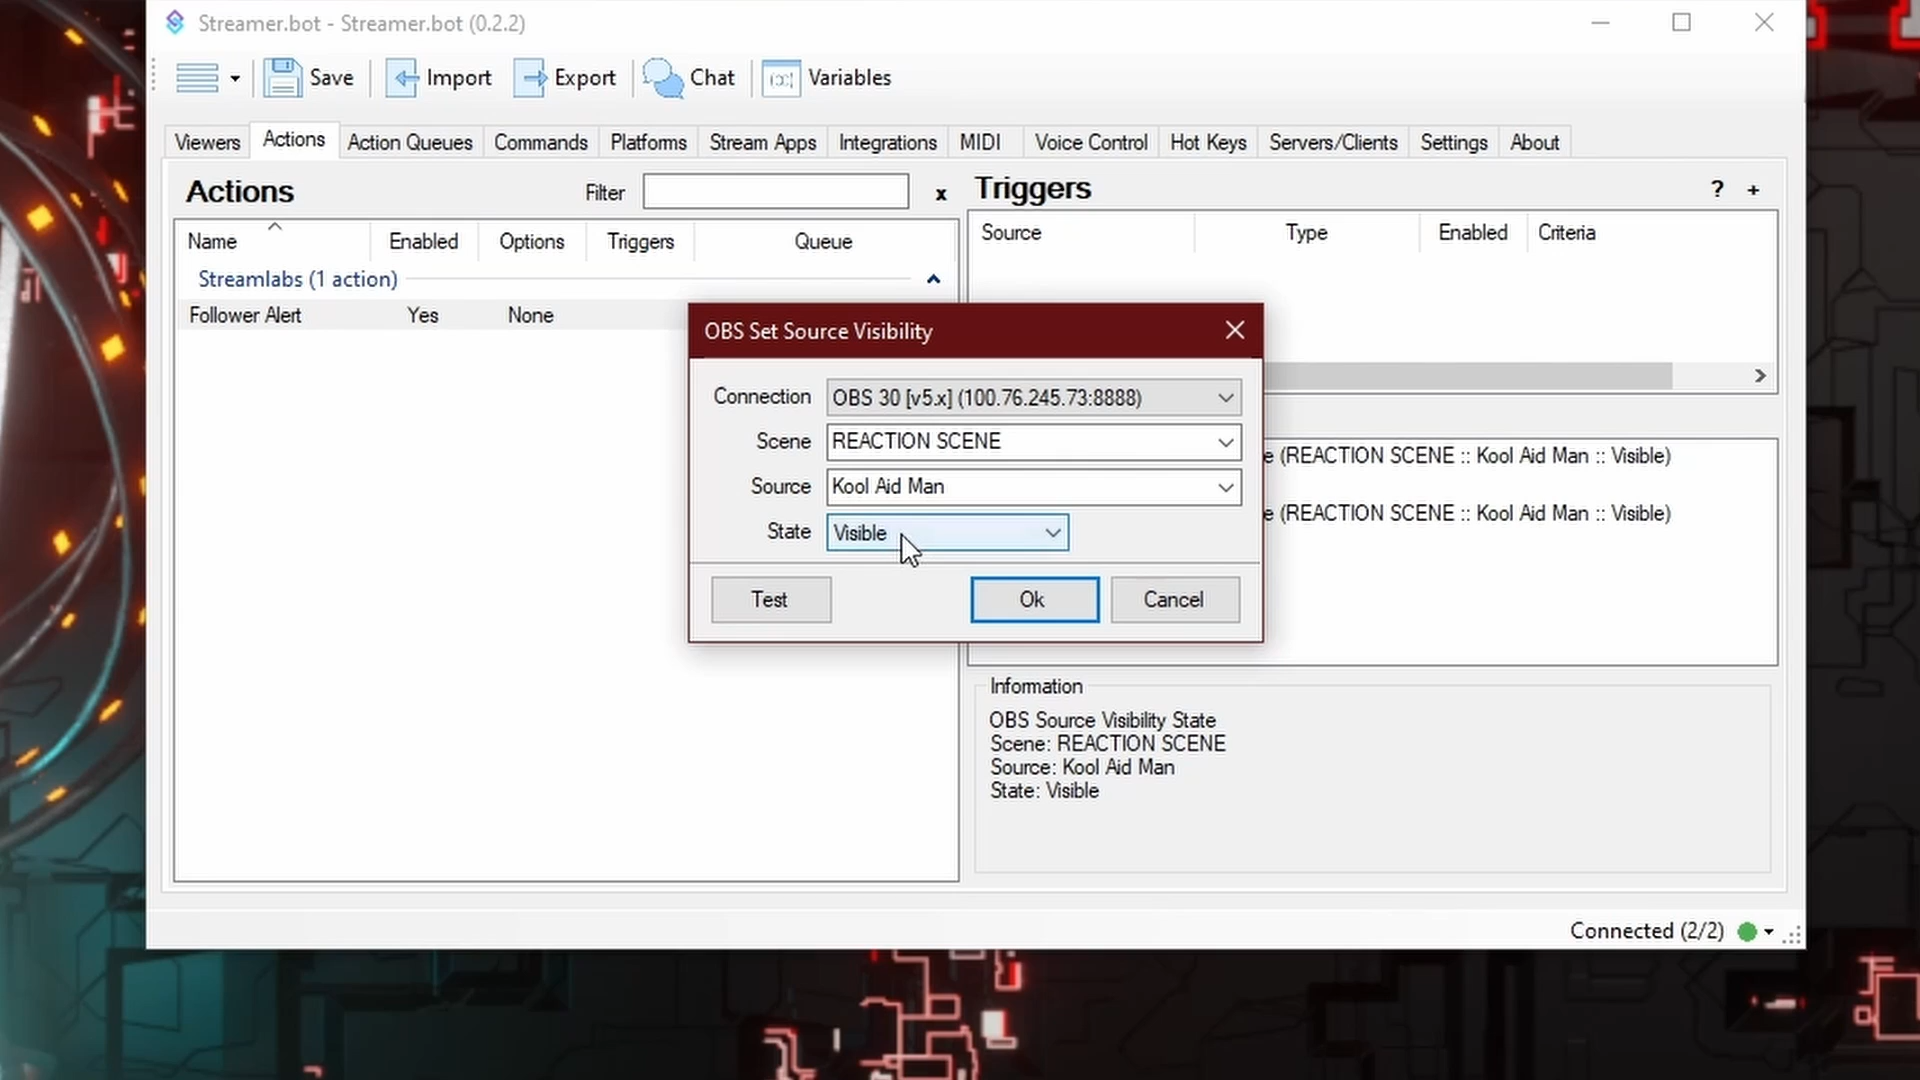 Streamer.bot - Streamer.bot (0.2.2)
Save
Import
Export
Chat
(x) Variables
Viewers
Actions
Action Queues
Commands
Platforms
Stream Apps
Integrations
MIDI
Voice Control
Hot Keys
Servers/Clients
Settings
About
Actions
Filter
x
Triggers
? +
Name
Enabled
Options
Triggers
Queue
Source
Type
Enabled
Criteria
Streamlabs (1 action)
Follower Alert
Yes
None
OBS Set Source Visibility
Connection
OBS 30 [v5.x] (100.76.245.73:8888)
Scene
REACTION SCENE
Source
Kool Aid Man
State
Visible
Test
Ok
Cancel
e (REACTION SCENE :: Kool Aid Man :: Visible)
e (REACTION SCENE :: Kool Aid Man :: Visible)
Information
OBS Source Visibility State
Scene: REACTION SCENE
Source: Kool Aid Man
State: Visible
Connected (2/2)